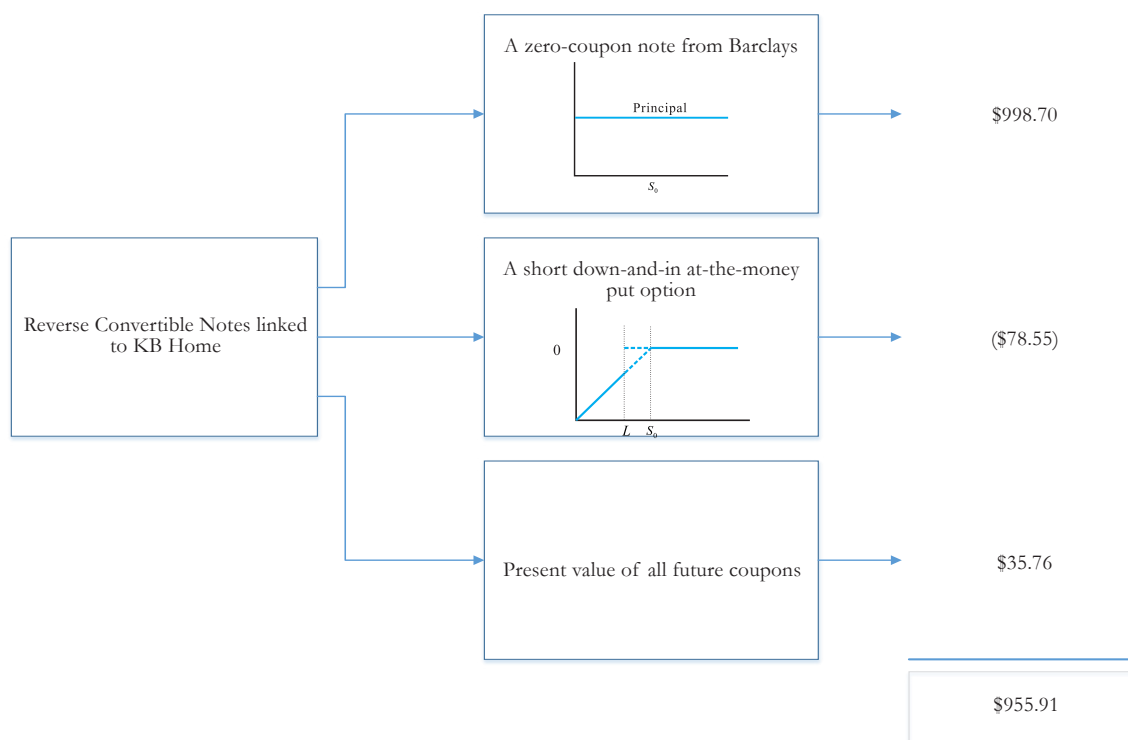 A zero-coupon note from Barclays
Principal
S₀
$998.70
Reverse Convertible Notes linked
to KB Home
A short down-and-in at-the-money
put option
0
L S₀
($78.55)
Present value of all future coupons
$35.76
$955.91